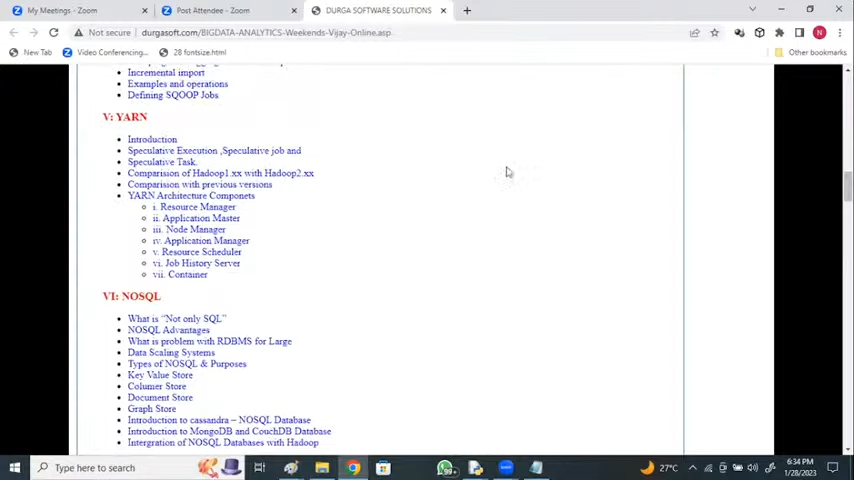 My Meetings - Zoom
Post Attendee - Zoom
DURGA SOFTWARE SOLUTIONS
Not secure
durgasoft.com/BIGDATA-ANALYTICS-Weekends-Vijay-Online.asp
New Tab
Video Conferencing...
28 fontsize.html
Other bookmarks
N
Incremental import
Examples and operations
Defining SQOOP Jobs
V: YARN
Introduction
Speculative Execution ,Speculative job and
Speculative Task.
Comparision of Hadoop1.xx with Hadoop2.xx
Comparision with previous versions
YARN Architecture Componets
i. Resource Manager
ii. Application Master
iii. Node Manager
iv. Application Manager
v. Resource Scheduler
vi. Job History Server
vii. Container
VI: NOSQL
What is “Not only SQL”
NOSQL Advantages
What is problem with RDBMS for Large
Data Scaling Systems
Types of NOSQL & Purposes
Key Value Store
Columer Store
Document Store
Graph Store
Introduction to cassandra – NOSQL Database
Introduction to MongoDB and CouchDB Database
Intergration of NOSQL Databases with Hadoop
Type here to search
99+
27°C
6:34 PM
1/28/2023